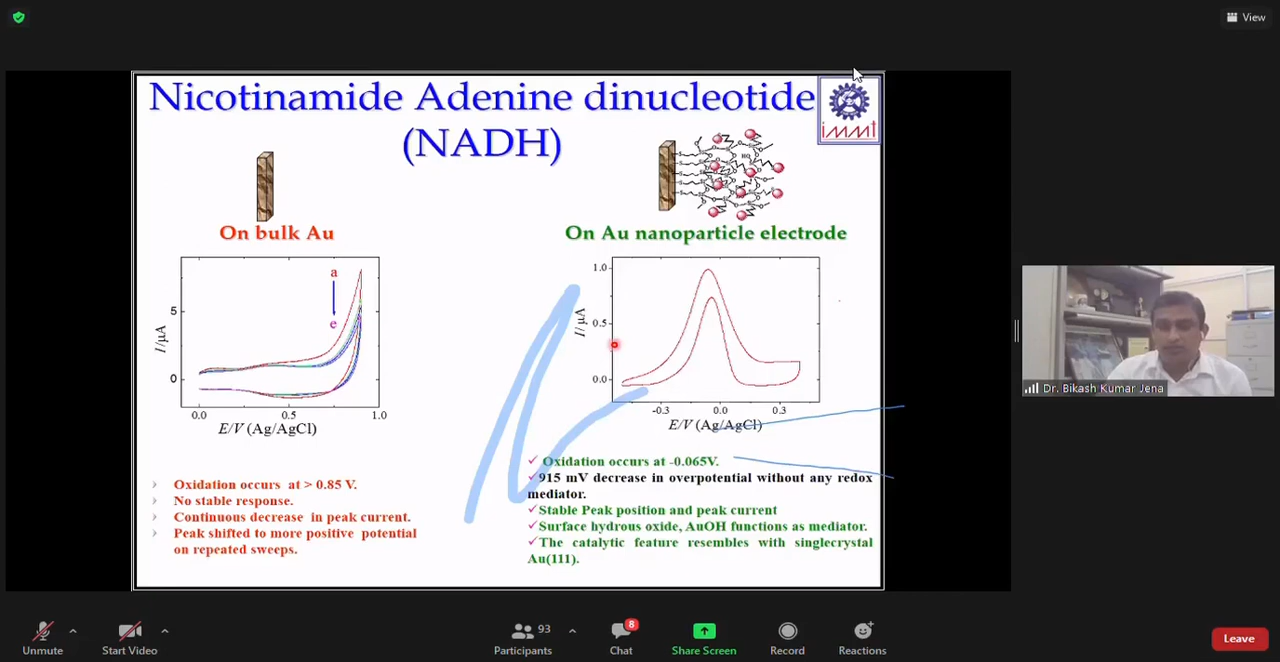 View
Nicotinamide Adenine dinucleotide
(NADH)
immt
On bulk Au
On Au nanoparticle electrode
a
e
5
0
I/µA
0.0 0.5 1.0
E/V (Ag/AgCl)
1.0
0.5
0.0
I/µA
-0.3 0.0 0.3
E/V (Ag/AgCl)
Oxidation occurs at > 0.85 V.
No stable response.
Continuous decrease in peak current.
Peak shifted to more positive potential
on repeated sweeps.
Oxidation occurs at -0.065V.
915 mV decrease in overpotential without any redox
mediator.
Stable Peak position and peak current
Surface hydrous oxide, AuOH functions as mediator.
The catalytic feature resembles with singlecrystal
Au(111).
Dr. Bikash Kumar Jena
Unmute
Start Video
93
Participants
8
Chat
Share Screen
Record
Reactions
Leave